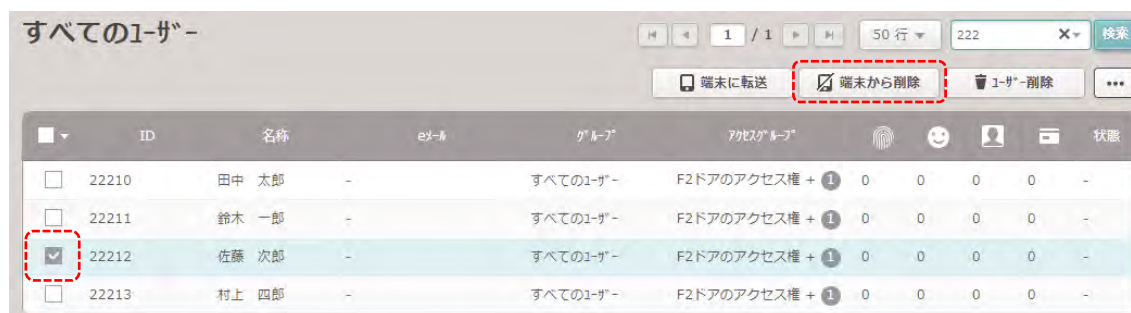 すべてのﾕｰｻﾞｰ
1 / 1 50 行 222 検索
端末に転送 端末から削除 ﾕｰｻﾞｰ削除 •••
ID 名称 eﾒｰﾙ ｸﾞﾙｰﾌﾟ ｱｸｾｽｸﾞﾙｰﾌﾟ 状態
22210 田中 太郎 - すべてのﾕｰｻﾞｰ F2ドアのアクセス権 + 1 0 0 0 0 -
22211 鈴木 一郎 - すべてのﾕｰｻﾞｰ F2ドアのアクセス権 + 1 0 0 0 0 -
22212 佐藤 次郎 - すべてのﾕｰｻﾞｰ F2ドアのアクセス権 + 1 0 0 0 0 -
22213 村上 四郎 - すべてのﾕｰｻﾞｰ F2ドアのアクセス権 + 1 0 0 0 0 -